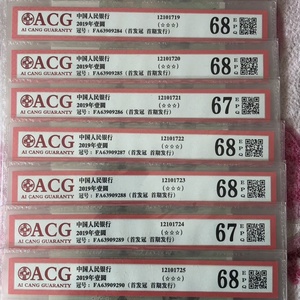 ACG
AI CANG GUARANTY
中国人民银行
2019年壹圆
冠号：FA63909284（首发冠 首期发行）
12101719
(☆☆☆)
68 EPQ
ACG
AI CANG GUARANTY
中国人民银行
2019年壹圆
冠号：FA63909285（首发冠 首期发行）
12101720
(☆☆☆)
68 EPQ
ACG
AI CANG GUARANTY
中国人民银行
2019年壹圆
冠号：FA63909286（首发冠 首期发行）
12101721
(☆☆☆)
67 EPQ
ACG
AI CANG GUARANTY
中国人民银行
2019年壹圆
冠号：FA63909287（首发冠 首期发行）
12101722
(☆☆☆)
68 EP
ACG
AI CANG GUARANTY
中国人民银行
2019年壹圆
冠号：FA63909288（首发冠 首期发行）
12101723
(☆☆☆)
68 EP
ACG
AI CANG GUARANTY
中国人民银行
2019年壹圆
冠号：FA63909289（首发冠 首期发行）
12101724
(☆☆☆)
67 EP
ACG
AI CANG GUARANTY
中国人民银行
2019年壹圆
冠号：FA63909290（首发冠 首期发行）
12101725
(☆☆☆)
68 EP